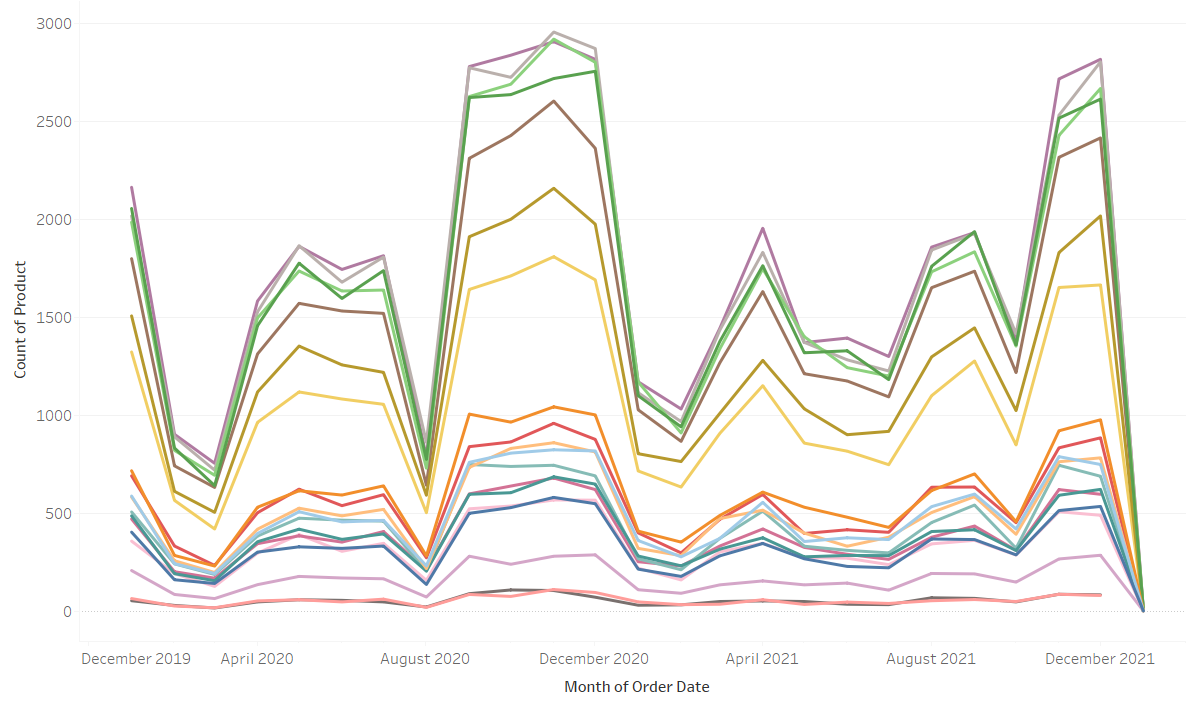 3000
2500
2000
1500
1000
500
0
Count of Product
December 2019 April 2020 August 2020 December 2020 April 2021 August 2021 December 2021
Month of Order Date